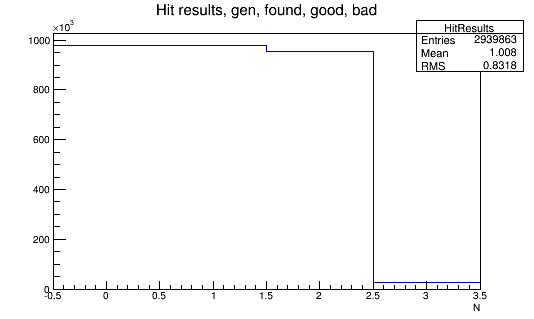 Hit results, gen, found, good, bad
×10³
HitResults
Entries 2939863
Mean 1.008
RMS 0.8318
1000
800
600
400
200
0
-0.5 0 0.5 1 1.5 2 2.5 3 3.5
N